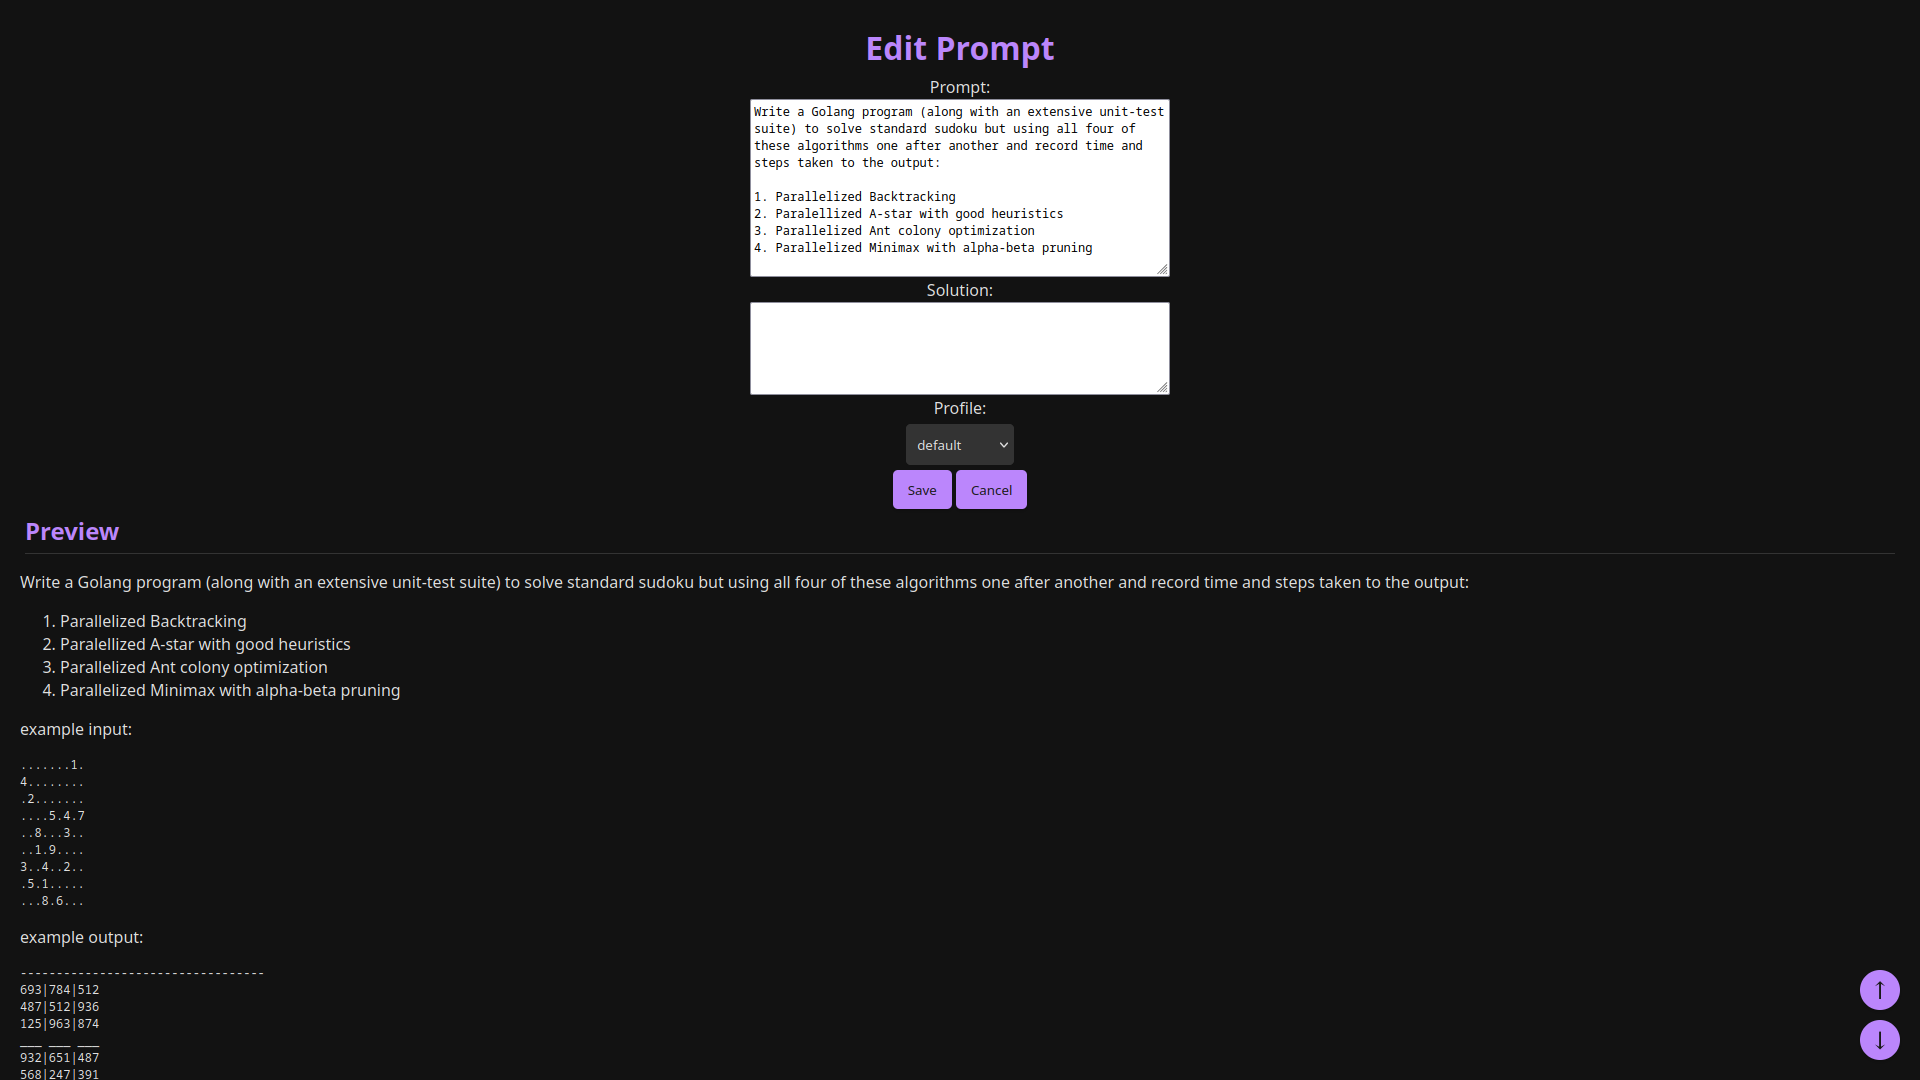 Edit Prompt
Prompt:
Write a Golang program (along with an extensive unit-test
suite) to solve standard sudoku but using all four of
these algorithms one after another and record time and
steps taken to the output:
1. Parallelized Backtracking
2. Paralellized A-star with good heuristics
3. Parallelized Ant colony optimization
4. Parallelized Minimax with alpha-beta pruning
Solution:
Profile:
default
Save Cancel
Preview
Write a Golang program (along with an extensive unit-test suite) to solve standard sudoku but using all four of these algorithms one after another and record time and steps taken to the output:
1. Parallelized Backtracking
2. Paralellized A-star with good heuristics
3. Parallelized Ant colony optimization
4. Parallelized Minimax with alpha-beta pruning
example input:
.......1.
4........
.2.......
....5.4.7
..8...3..
..1.9....
3..4..2..
.5.1.....
...8.6...
example output:
----------------------------------
693|784|512
487|512|936
125|963|874
___ ___ ___
932|651|487
568|247|391
↑
↓